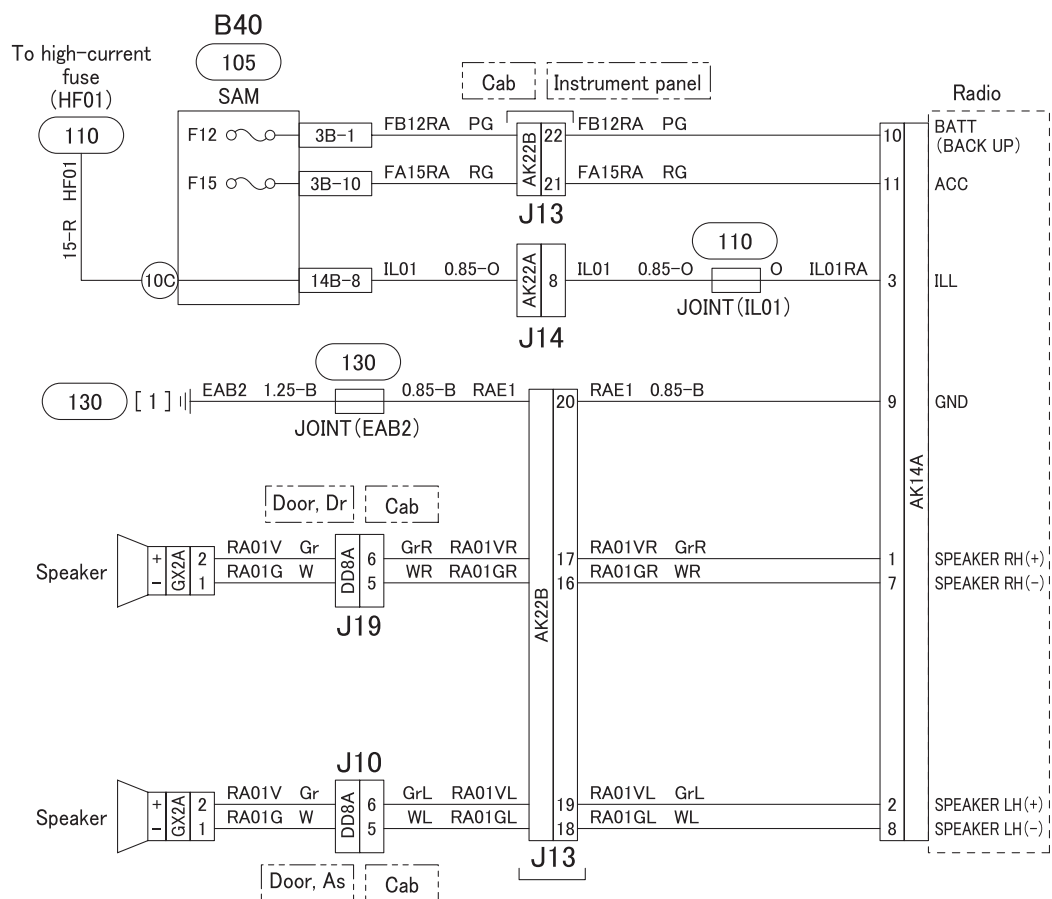 B40
To high-current
fuse
(HF01)
110
105
SAM
Cab
Instrument panel
Radio
F12
3B-1
FB12RA PG
22
FB12RA PG
10
BATT
(BACK UP)
F15
3B-10
FA15RA RG
AK22B
21
FA15RA RG
11
ACC
J13
15-R HF01
110
10C
14B-8
IL01 0.85-O
AK22A
8
IL01 0.85-O
O IL01RA
3
ILL
JOINT(IL01)
J14
130
130
[1]
EAB2 1.25-B
0.85-B RAE1
20
RAE1 0.85-B
9
GND
JOINT(EAB2)
AK14A
Door, Dr
Cab
Speaker
+
-
GX2A
2
1
RA01V Gr
RA01G W
DD8A
6
5
GrR RA01VR
WR RA01GR
AK22B
17
16
RA01VR GrR
RA01GR WR
1
7
SPEAKER RH(+)
SPEAKER RH(-)
J19
J10
Speaker
+
-
GX2A
2
1
RA01V Gr
RA01G W
DD8A
6
5
GrL RA01VL
WL RA01GL
19
18
RA01VL GrL
RA01GL WL
2
8
SPEAKER LH(+)
SPEAKER LH(-)
J13
Door, As
Cab